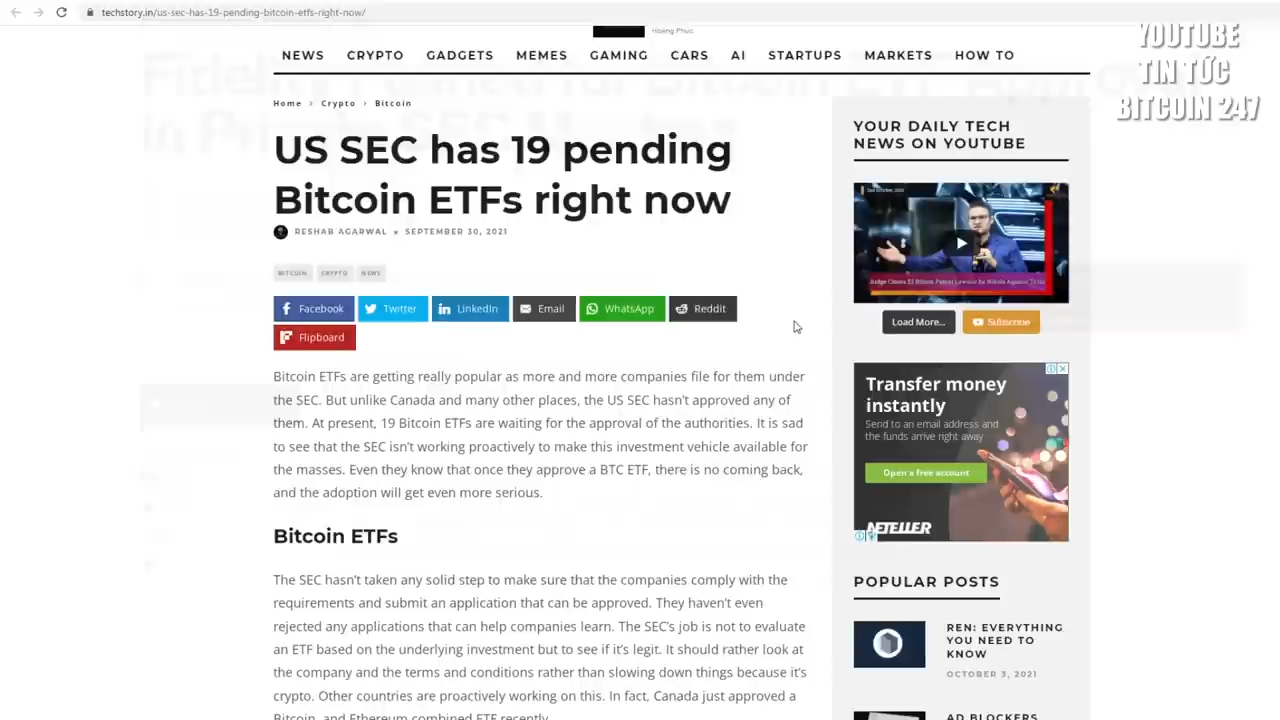 techstory.in/us-sec-has-19-pending-bitcoin-etfs-right-now/
YOUTUBE
TIN TỨC
BITCOIN 247
Hoàng Phúc
NEWS CRYPTO GADGETS MEMES GAMING CARS AI STARTUPS MARKETS HOW TO
Home > Crypto > Bitcoin
US SEC has 19 pending
Bitcoin ETFs right now
RESHAB AGARWAL × SEPTEMBER 30, 2021
BITCOIN CRYPTO NEWS
Facebook Twitter LinkedIn Email WhatsApp Reddit
Flipboard
Bitcoin ETFs are getting really popular as more and more companies file for them under
the SEC. But unlike Canada and many other places, the US SEC hasn't approved any of
them. At present, 19 Bitcoin ETFs are waiting for the approval of the authorities. It is sad
to see that the SEC isn't working proactively to make this investment vehicle available for
the masses. Even they know that once they approve a BTC ETF, there is no coming back,
and the adoption will get even more serious.
Bitcoin ETFs
The SEC hasn't taken any solid step to make sure that the companies comply with the
requirements and submit an application that can be approved. They haven't even
rejected any applications that can help companies learn. The SEC's job is not to evaluate
an ETF based on the underlying investment but to see if it's legit. It should rather look at
the company and the terms and conditions rather than slowing down things because it's
crypto. Other countries are proactively working on this. In fact, Canada just approved a
Bitcoin, and Ethereum combined ETF recently.
YOUR DAILY TECH
NEWS ON YOUTUBE
Load More... Subscribe
Transfer money
instantly
Send to an email address and
the funds arrive right away
Open a free account
NETELLER
POPULAR POSTS
REN: EVERYTHING
YOU NEED TO
KNOW
OCTOBER 3, 2021
AD BLOCKERS